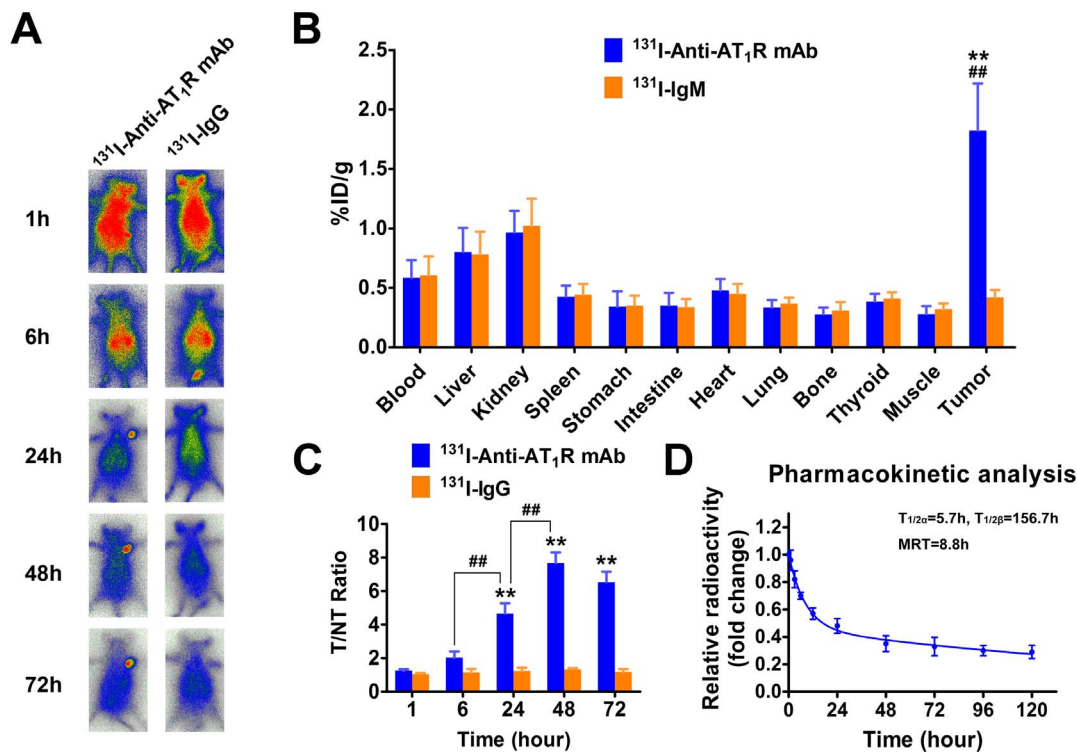 A
¹³¹I-Anti-AT₁R mAb
¹³¹I-IgG
1h
6h
24h
48h
72h
B
¹³¹I-Anti-AT₁R mAb
¹³¹I-IgM
**
##
%ID/g
2.5
2.0
1.5
1.0
0.5
0.0
Blood
Liver
Kidney
Spleen
Stomach
Intestine
Heart
Lung
Bone
Thyroid
Muscle
Tumor
C
¹³¹I-Anti-AT₁R mAb
¹³¹I-IgG
T/NT Ratio
10
8
6
4
2
0
##
##
**
**
**
1 6 24 48 72
Time (hour)
D
Pharmacokinetic analysis
T₁/₂α=5.7h, T₁/₂β=156.7h
MRT=8.8h
Relative radioactivity
(fold change)
1.2
1.0
0.8
0.6
0.4
0.2
0.0
0 24 48 72 96 120
Time (hour)